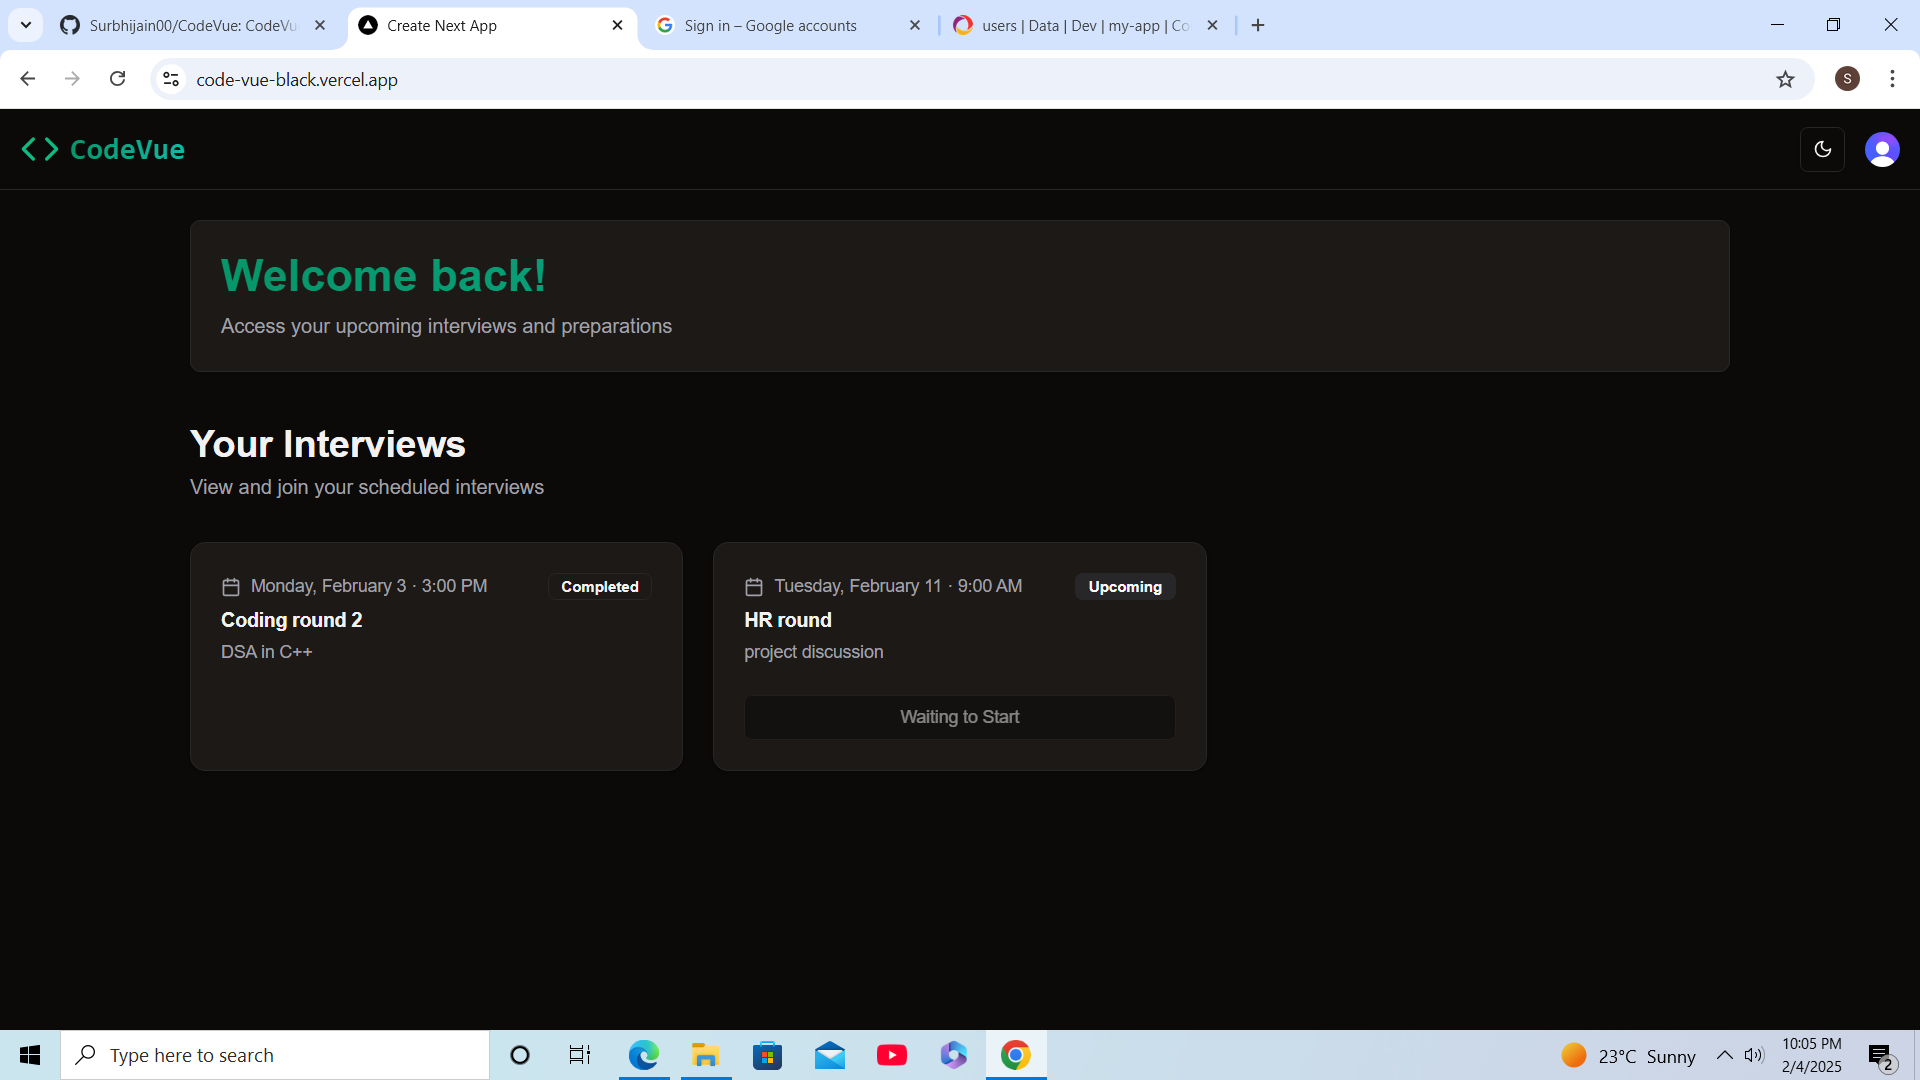 Surbhijain00/CodeVue: CodeVu
Create Next App
Sign in – Google accounts
users | Data | Dev | my-app | Co
code-vue-black.vercel.app
S
CodeVue
Welcome back!
Access your upcoming interviews and preparations
Your Interviews
View and join your scheduled interviews
Monday, February 3 · 3:00 PM
Completed
Coding round 2
DSA in C++
Tuesday, February 11 · 9:00 AM
Upcoming
HR round
project discussion
Waiting to Start
Type here to search
23°C Sunny
10:05 PM
2/4/2025
2